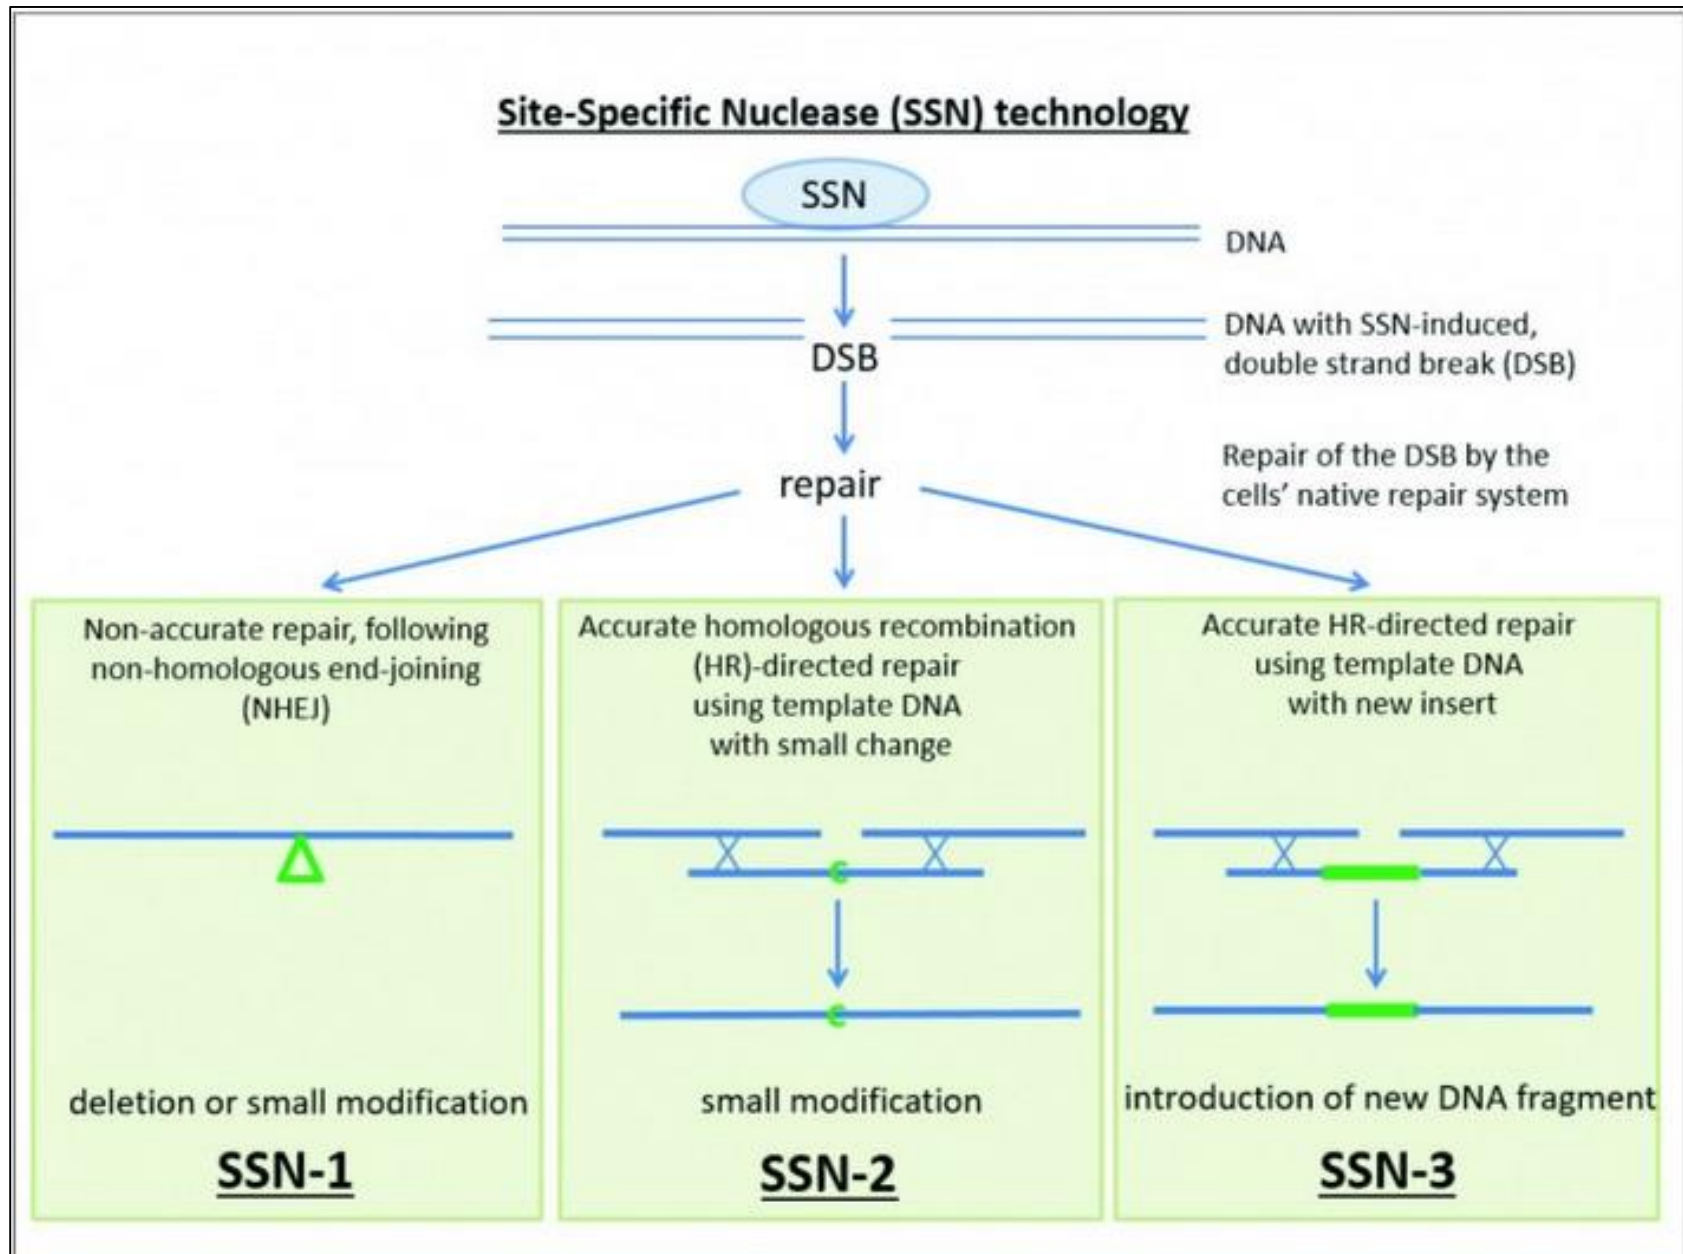 Site-Specific Nuclease (SSN) technology
SSN
DNA
DNA with SSN-induced,
double strand break (DSB)
DSB
repair
Repair of the DSB by the
cells' native repair system
Non-accurate repair, following
non-homologous end-joining
(NHEJ)
deletion or small modification
SSN-1
Accurate homologous recombination
(HR)-directed repair
using template DNA
with small change
c
c
small modification
SSN-2
Accurate HR-directed repair
using template DNA
with new insert
introduction of new DNA fragment
SSN-3